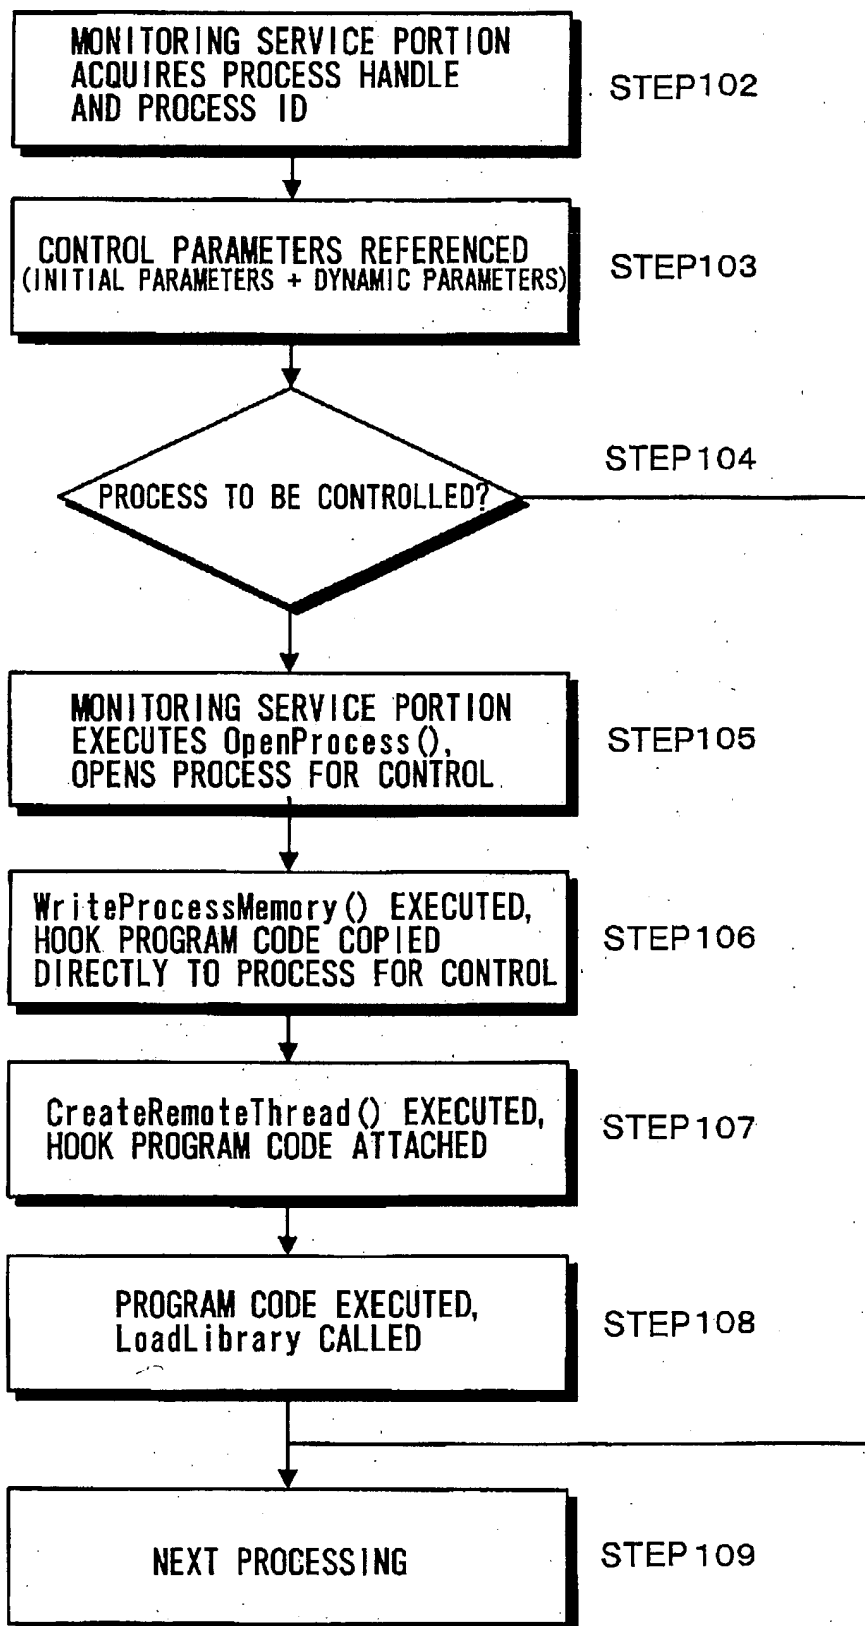 MONITORING SERVICE PORTION
ACQUIRES PROCESS HANDLE
AND PROCESS ID
STEP102
CONTROL PARAMETERS REFERENCED
(INITIAL PARAMETERS + DYNAMIC PARAMETERS)
STEP103
PROCESS TO BE CONTROLLED?
STEP104
MONITORING SERVICE PORTION
EXECUTES OpenProcess(),
OPENS PROCESS FOR CONTROL
STEP105
WriteProcessMemory() EXECUTED,
HOOK PROGRAM CODE COPIED
DIRECTLY TO PROCESS FOR CONTROL
STEP106
CreateRemoteThread() EXECUTED,
HOOK PROGRAM CODE ATTACHED
STEP107
PROGRAM CODE EXECUTED,
LoadLibrary CALLED
STEP108
NEXT PROCESSING
STEP109